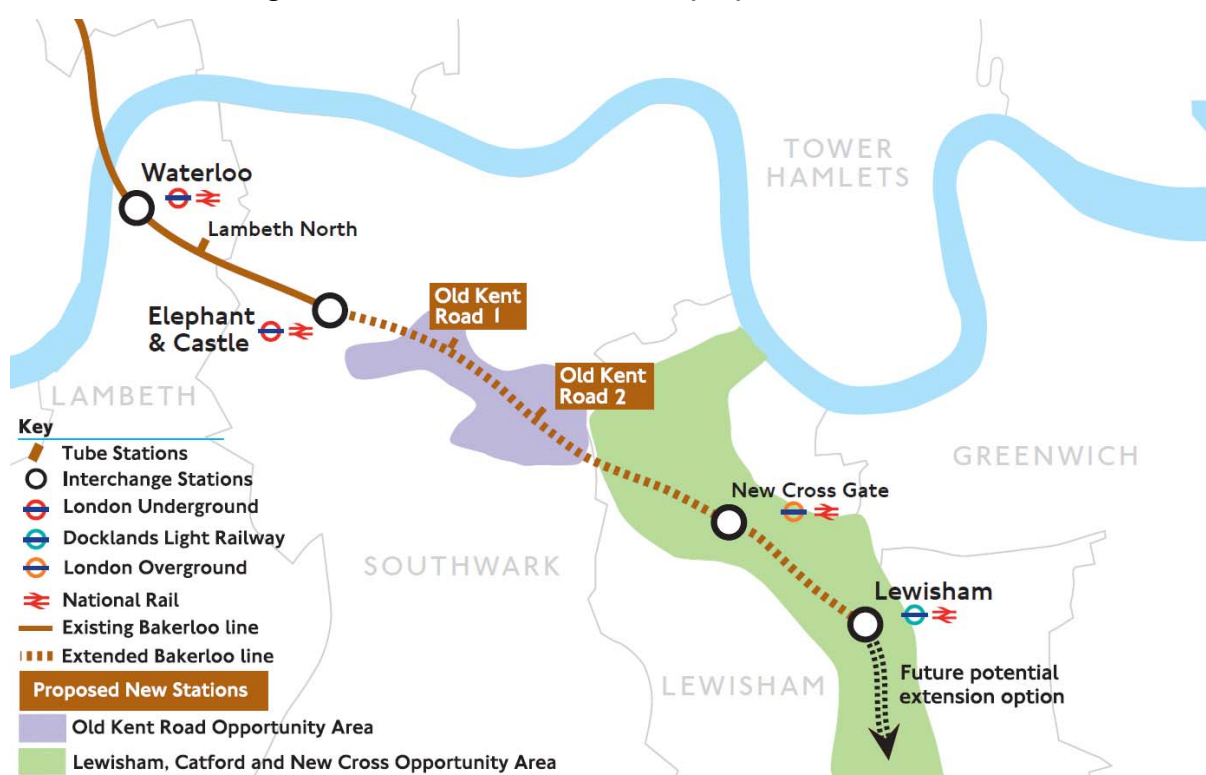 TOWER
HAMLETS
Waterloo
Lambeth North
Elephant
& Castle
Old Kent
Road 1
Old Kent
Road 2
LAMBETH
GREENWICH
New Cross Gate
SOUTHWARK
Lewisham
LEWISHAM
Future potential
extension option
Key
Tube Stations
Interchange Stations
London Underground
Docklands Light Railway
London Overground
National Rail
Existing Bakerloo line
Extended Bakerloo line
Proposed New Stations
Old Kent Road Opportunity Area
Lewisham, Catford and New Cross Opportunity Area